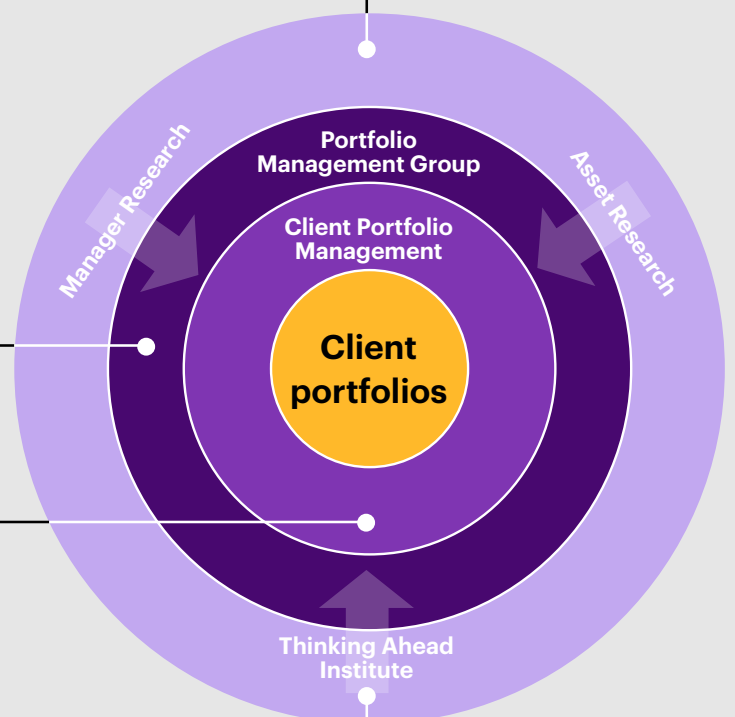 Manager Research
Asset Research
Portfolio
Management Group
Client Portfolio
Management
Client
portfolios
Thinking Ahead
Institute